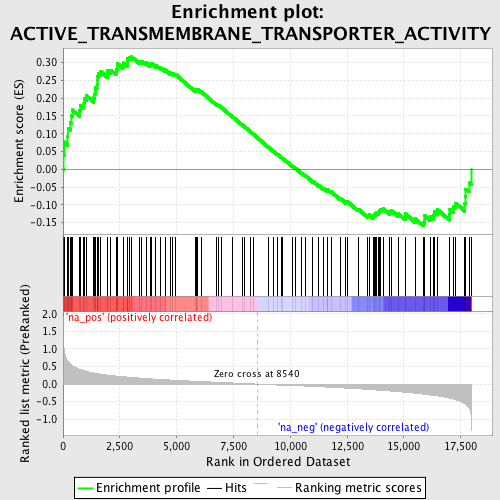 Enrichment plot:
ACTIVE_TRANSMEMBRANE_TRANSPORTER_ACTIVITY
Enrichment score (ES)
0.30
0.25
0.20
0.15
0.10
0.05
0.00
-0.05
-0.10
-0.15
'na_pos' (positively correlated)
Ranked list metric (PreRanked)
2.0
1.5
1.0
0.5
0.0
-0.5
-1.0
Zero cross at 8540
'na_neg' (negatively correlated)
0
2,500
5,000
7,500
10,000
12,500
15,000
17,500
Rank in Ordered Dataset
Enrichment profile
Hits
Ranking metric scores